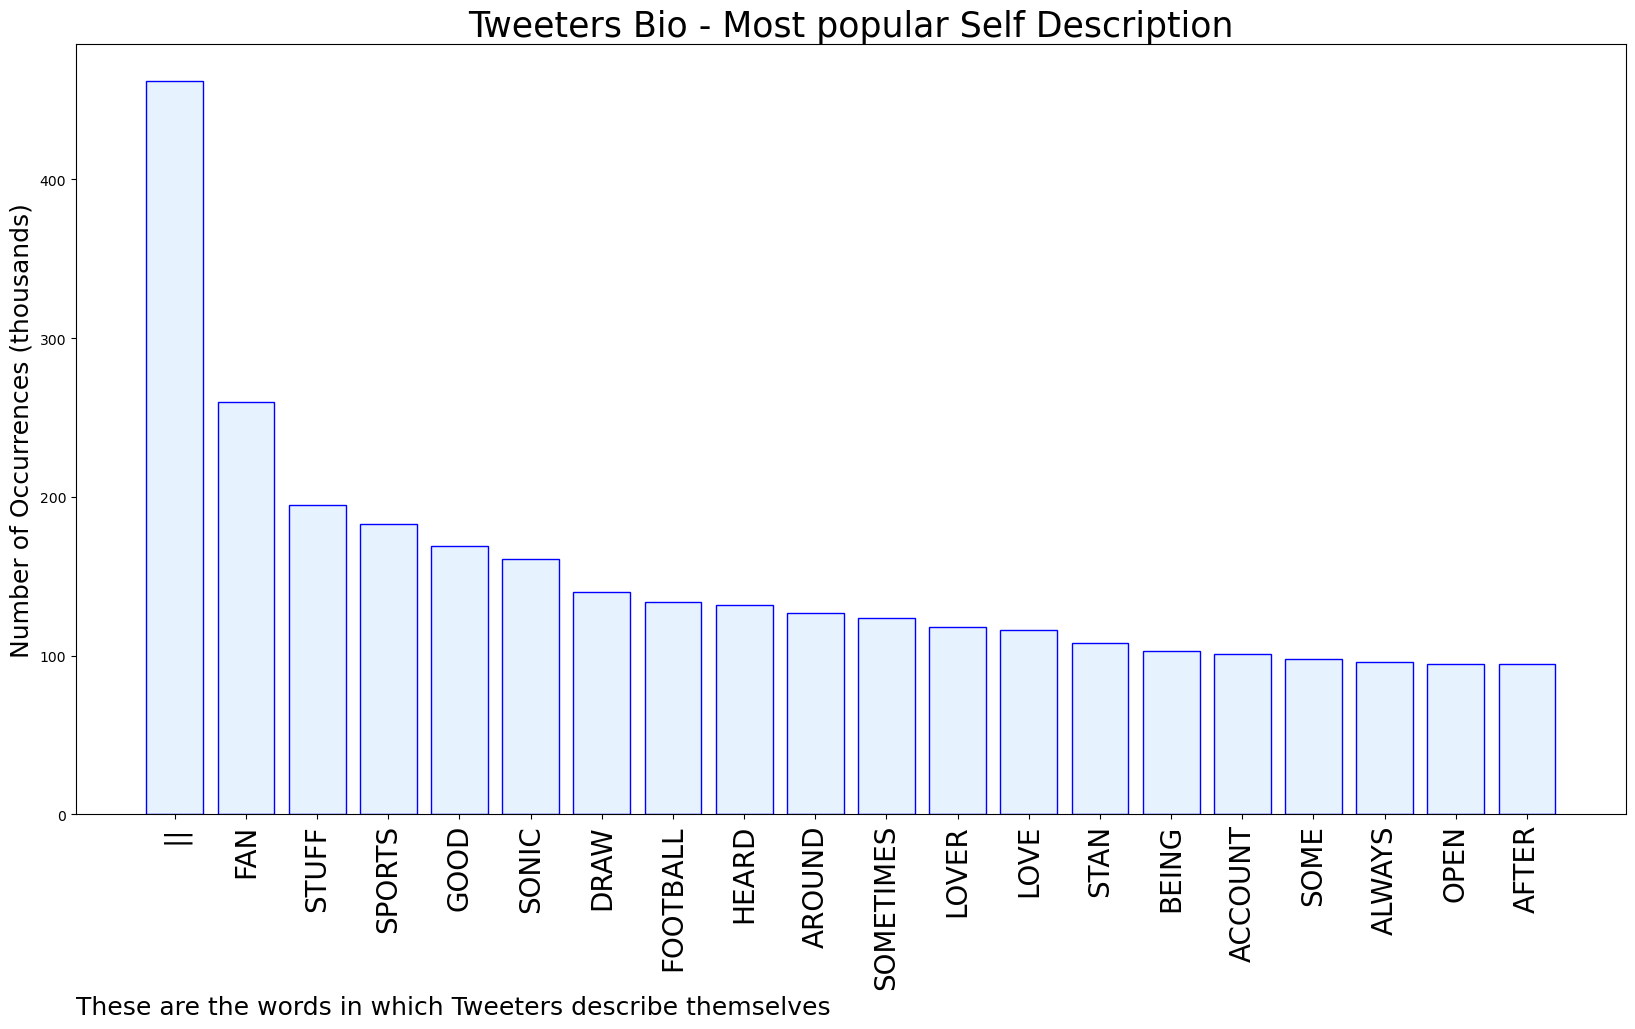 Tweeters Bio - Most popular Self Description
Number of Occurrences (thousands)
400
300
200
100
0
||
FAN
STUFF
SPORTS
GOOD
SONIC
DRAW
FOOTBALL
HEARD
AROUND
SOMETIMES
LOVER
LOVE
STAN
BEING
ACCOUNT
SOME
ALWAYS
OPEN
AFTER
These are the words in which Tweeters describe themselves